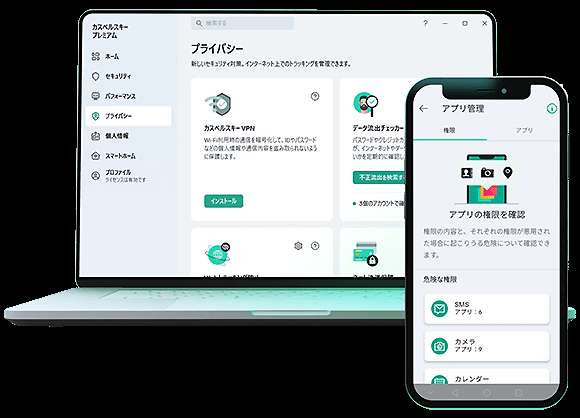 カスペルスキー
プレミアム
検索する
?
ホーム
セキュリティ
パフォーマンス
プライバシー
個人情報
スマートホーム
プロファイル
ライセンスは有効です
プライバシー
新しいセキュリティ対策。インターネット上でのトラッキングを管理できます。
カスペルスキー VPN
Wi-Fi利用時の通信を暗号化して、IDやパスワード
などの個人情報や通信内容を盗み取られないよう
に保護します。
インストール
データ流出チェッカー
パスワードやクレジットカ
が、インターネットやダー
いかを定期的に確認し
不正流出を検索す
3個のアカウントで確
アプリ管理
権限
アプリ
アプリの権限を確認
権限の内容と、それぞれの権限が悪用され
た場合に起こりうる危険について確認でき
ます。
危険な権限
SMS
アプリ：6
カメラ
アプリ：9
カレンダー